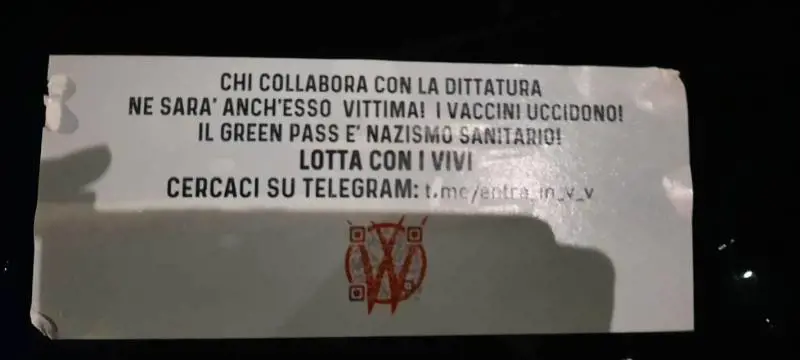 CHI COLLABORA CON LA DITTATURA
NE SARA' ANCH'ESSO VITTIMA! I VACCINI UCCIDONO!
IL GREEN PASS E' NAZISMO SANITARIO!
LOTTA CON I VIVI
CERCACI SU TELEGRAM: t.me/entra_in_v_v